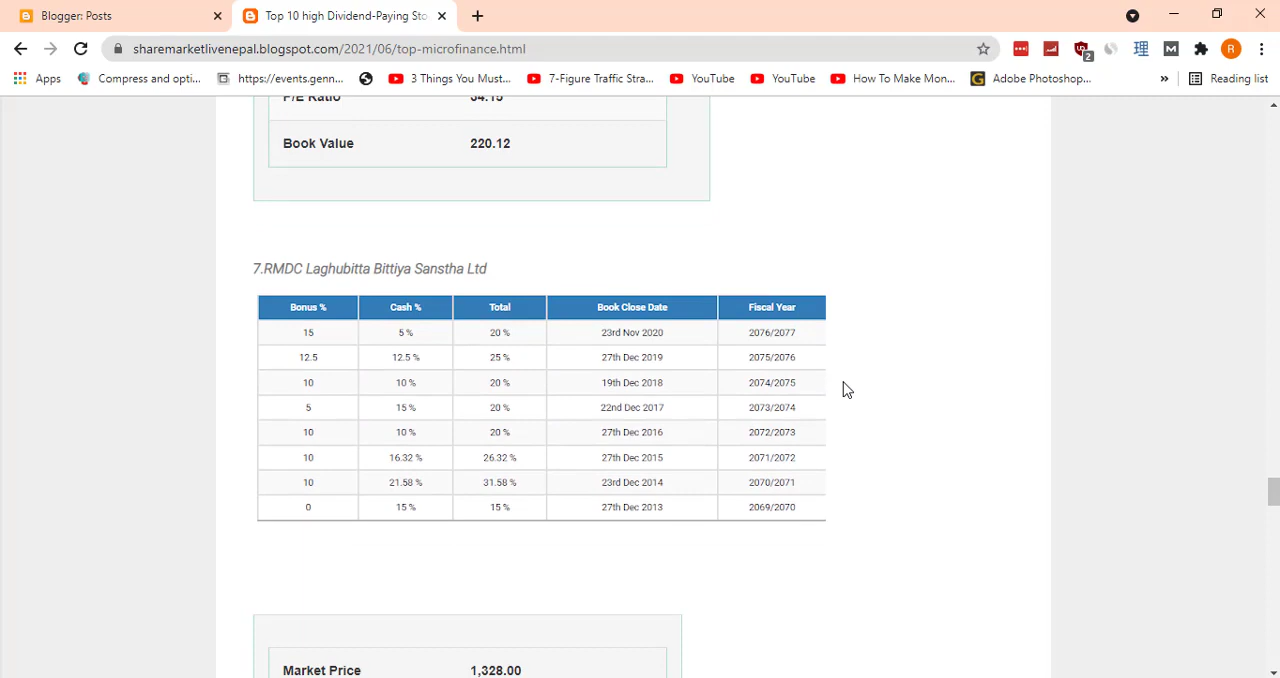 Blogger: Posts
Top 10 high Dividend-Paying Sto
sharemarketlivenepal.blogspot.com/2021/06/top-microfinance.html
Apps
Compress and opti...
https://events.genn...
3 Things You Must...
7-Figure Traffic Stra...
YouTube
YouTube
How To Make Mon...
Adobe Photoshop...
Reading list
P/E Ratio 34.15
Book Value 220.12
7.RMDC Laghubitta Bittiya Sanstha Ltd
Bonus % Cash % Total Book Close Date Fiscal Year
15 5 % 20 % 23rd Nov 2020 2076/2077
12.5 12.5 % 25 % 27th Dec 2019 2075/2076
10 10 % 20 % 19th Dec 2018 2074/2075
5 15 % 20 % 22nd Dec 2017 2073/2074
10 10 % 20 % 27th Dec 2016 2072/2073
10 16.32 % 26.32 % 27th Dec 2015 2071/2072
10 21.58 % 31.58 % 23rd Dec 2014 2070/2071
0 15 % 15 % 27th Dec 2013 2069/2070
Market Price 1,328.00